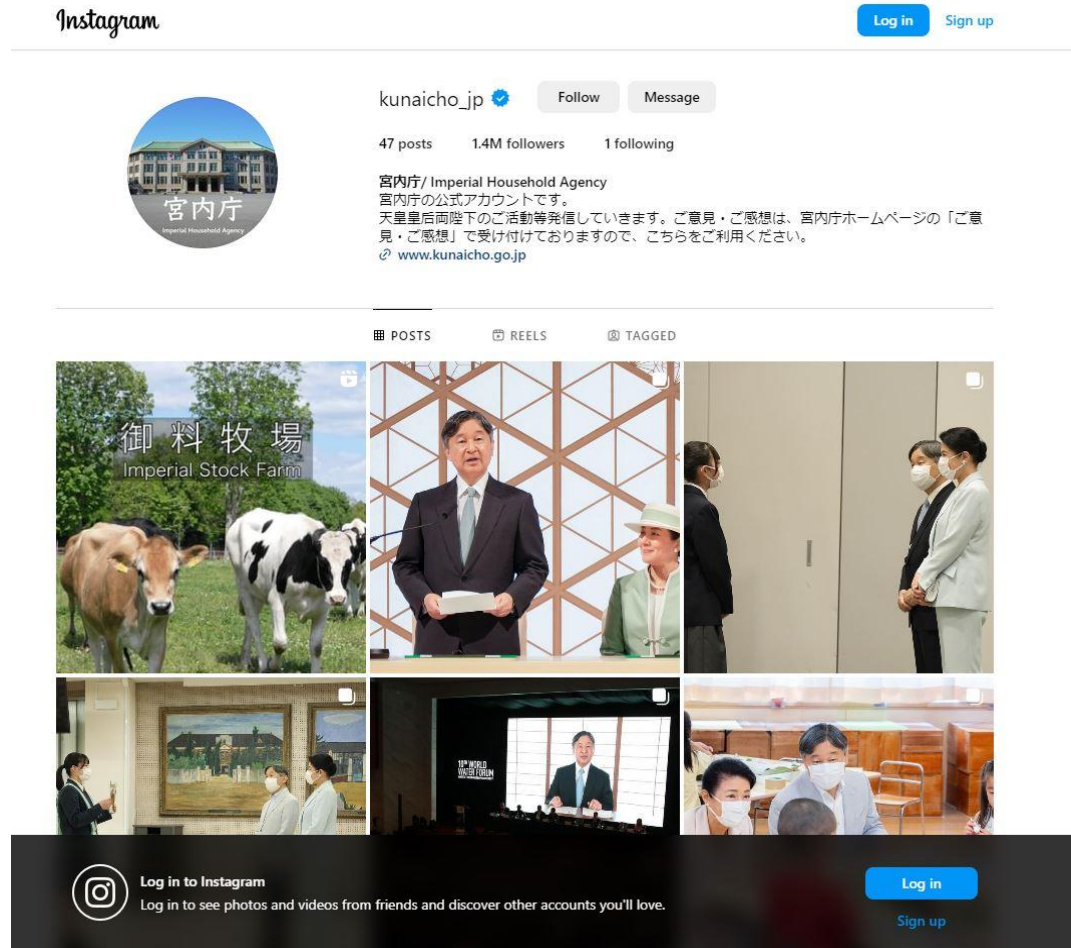 Instagram
Log in
Sign up
kunaicho_jp
Follow
Message
47 posts
1.4M followers
1 following
宮内庁/ Imperial Household Agency
宮内庁の公式アカウントです。
天皇皇后両陛下のご活動等発信していきます。ご意見・ご感想は、宮内庁ホームページの「ご意
見・ご感想」で受け付けておりますので、こちらをご利用ください。
www.kunaicho.go.jp
宮内庁
Imperial Household Agency
POSTS
REELS
TAGGED
御料牧場
Imperial Stock Farm
10TH WORLD
WATER FORUM
Log in to Instagram
Log in to see photos and videos from friends and discover other accounts you'll love.
Log in
Sign up